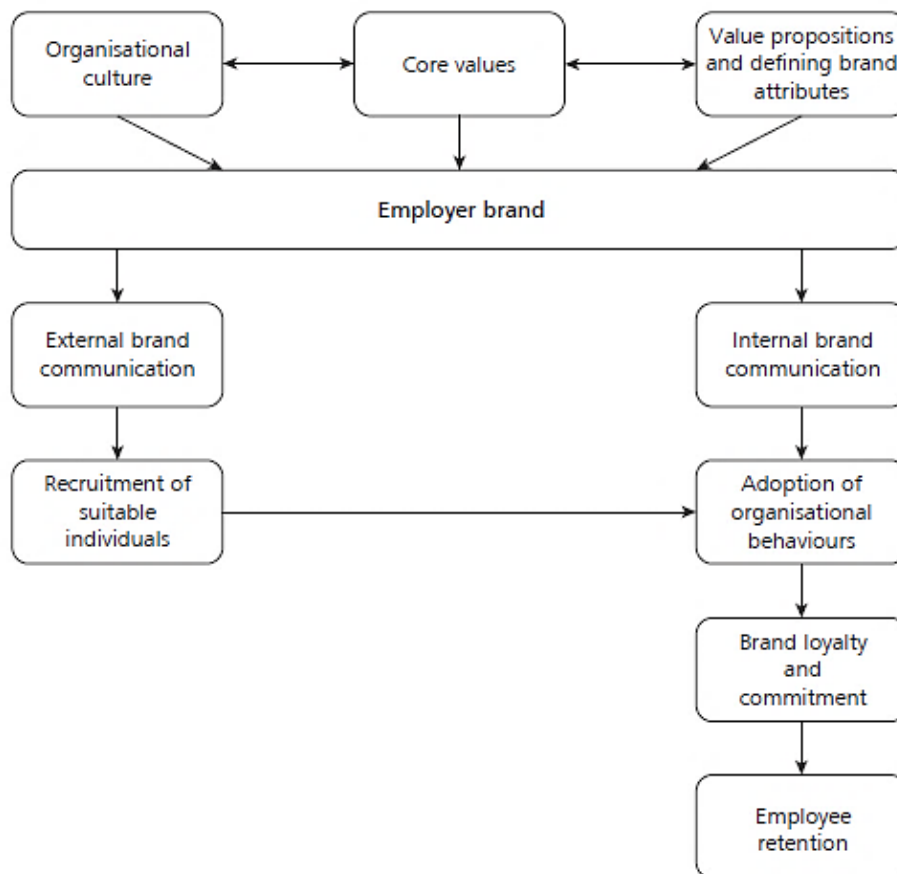 Organisational
culture
Core values
Value propositions
and defining brand
attributes
Employer brand
External brand
communication
Internal brand
communication
Recruitment of
suitable
individuals
Adoption of
organisational
behaviours
Brand loyalty
and
commitment
Employee
retention